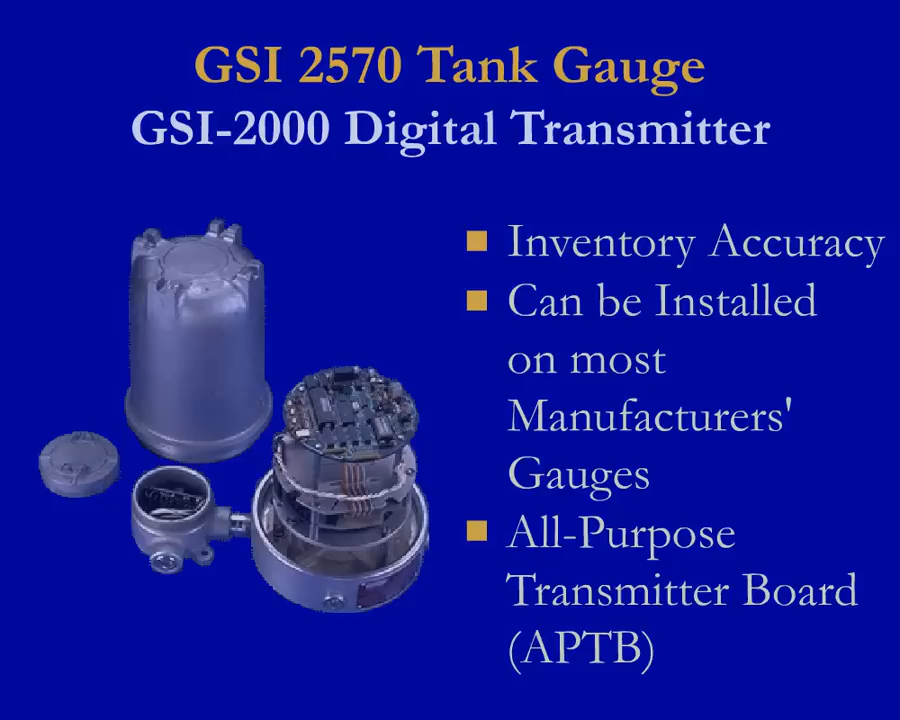 GSI 2570 Tank Gauge
GSI-2000 Digital Transmitter
Inventory Accuracy
Can be Installed
on most
Manufacturers'
Gauges
All-Purpose
Transmitter Board
(APTB)